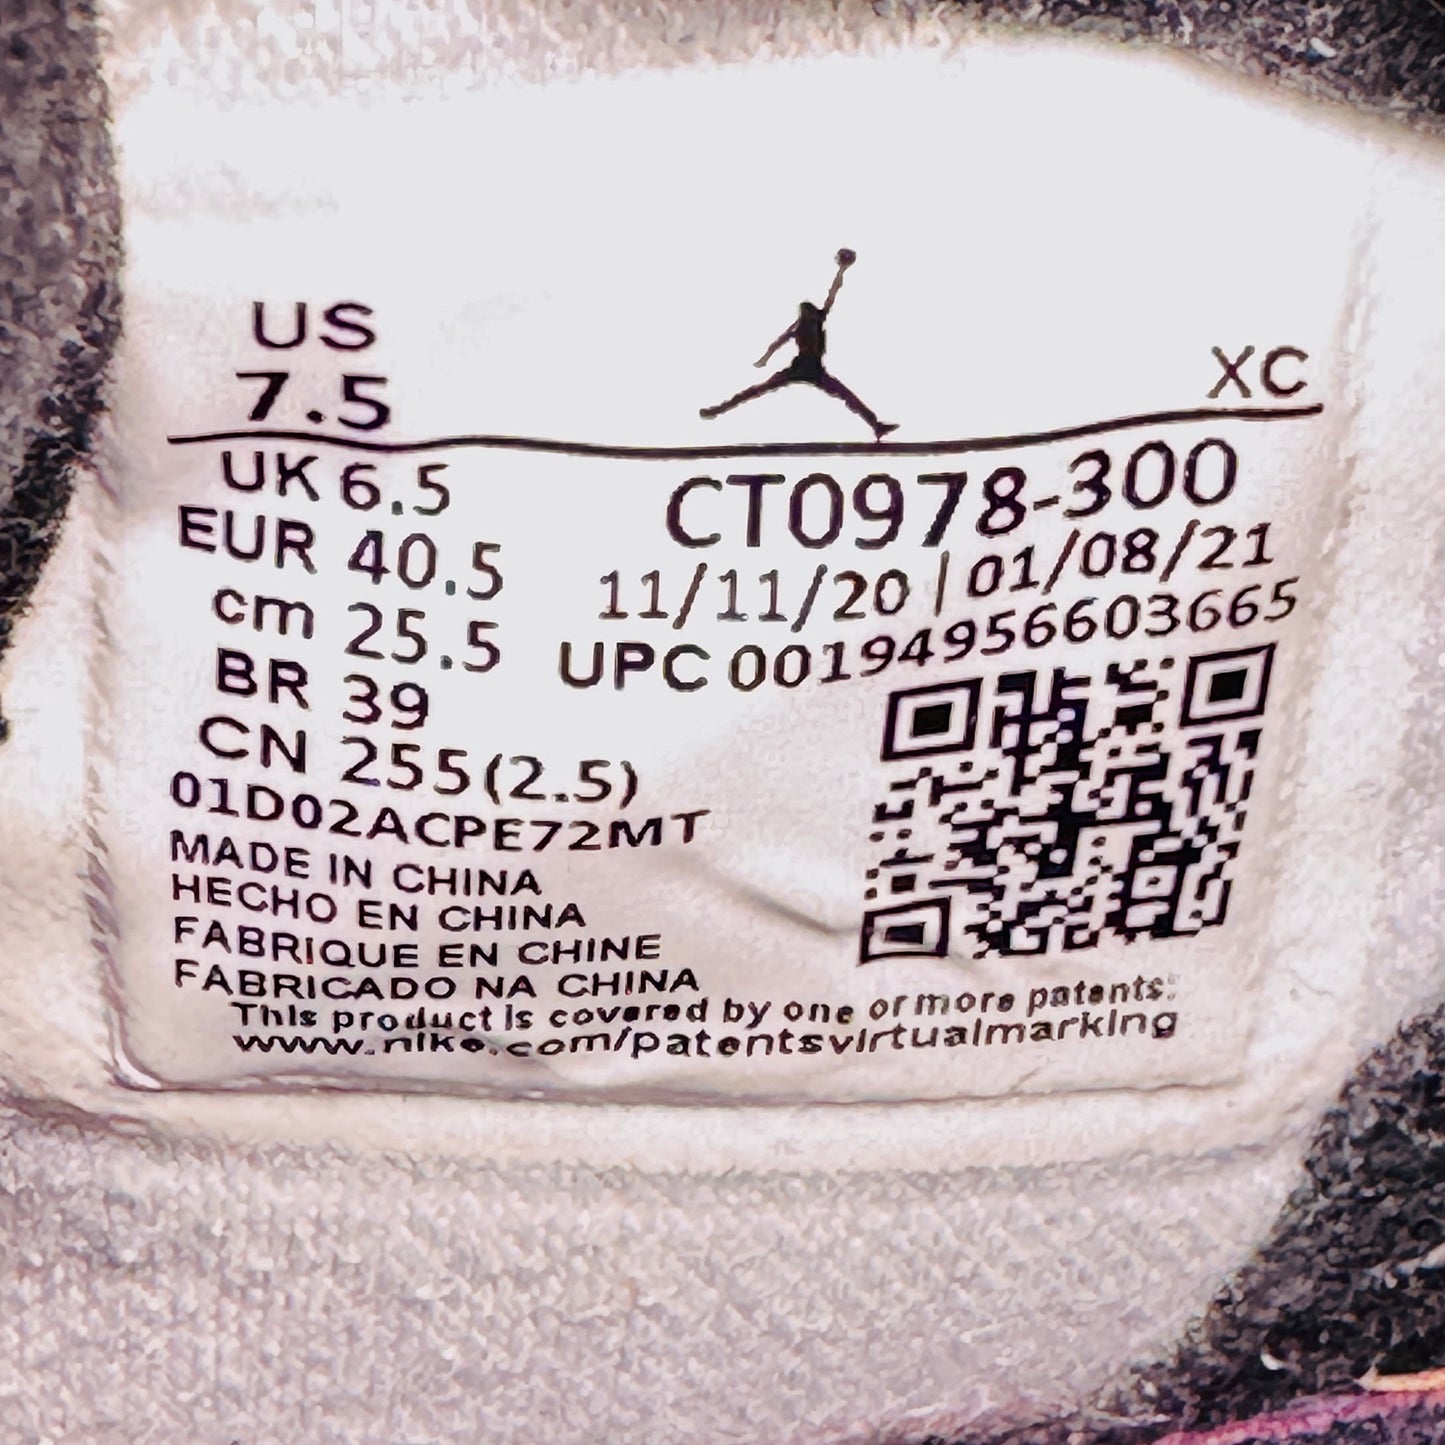 US
7.5
XC
UK 6.5
EUR 40.5
cm 25.5
BR 39
CN 255(2.5)
CT0978-300
11/11/20 | 01/08/21
UPC 00194956603665
01D02ACPE72MT
MADE IN CHINA
HECHO EN CHINA
FABRIQUE EN CHINE
FABRICADO NA CHINA
This product is covered by one or more patents:
www.nike.com/patentsvirtualmarking